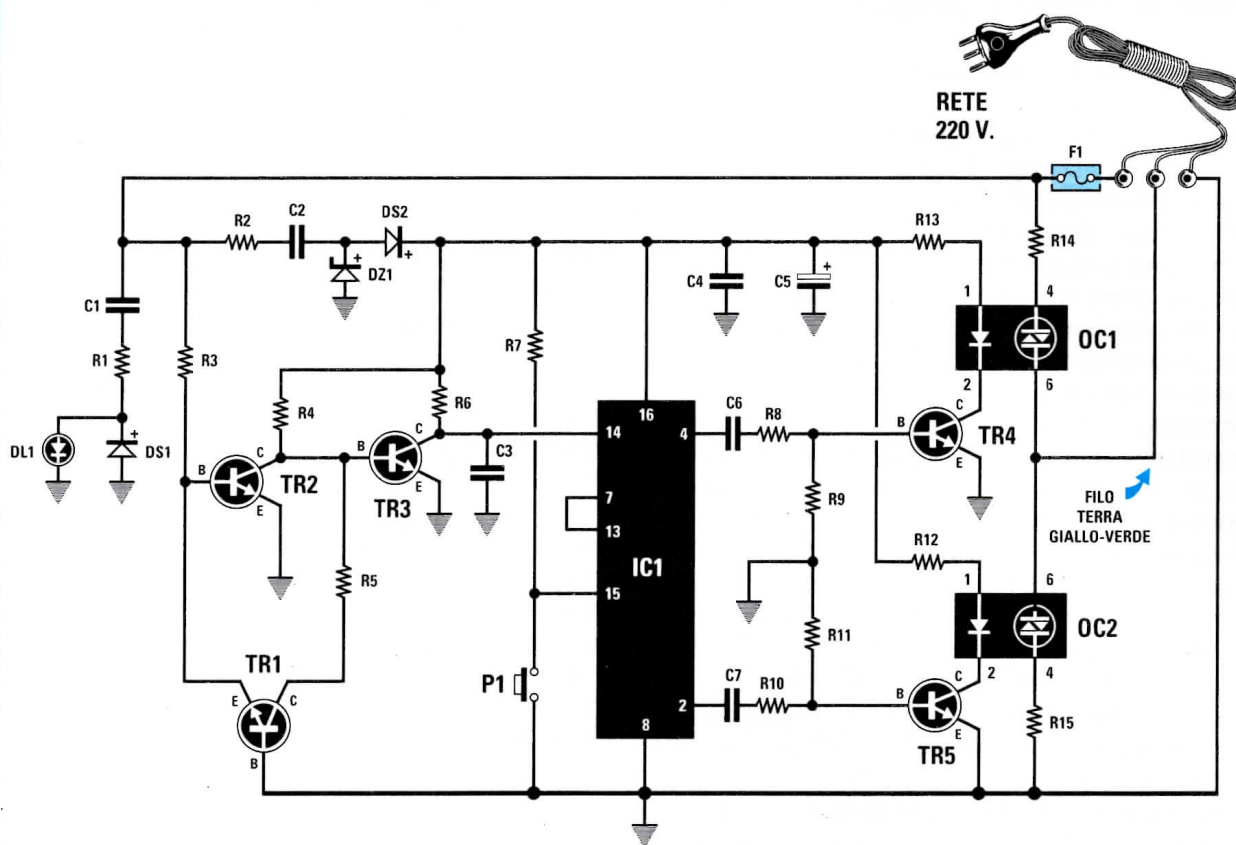 RETE
220 V.
F1
R2
C2
DS2
+
DZ1
+
R13
R14
C1
R1
R3
DL1
+
DS1
R4
R6
R7
C4
C5
+
1
4
OC1
2
6
B
C
E
TR2
B
C
E
TR3
C3
14
16
4
7
13
15
IC1
2
8
C6
R8
B
C
E
TR4
R9
FILO
TERRA
GIALLO-VERDE
R5
R12
1
6
OC2
2
4
R11
TR1
E
C
B
P1
C7
R10
B
C
E
TR5
R15